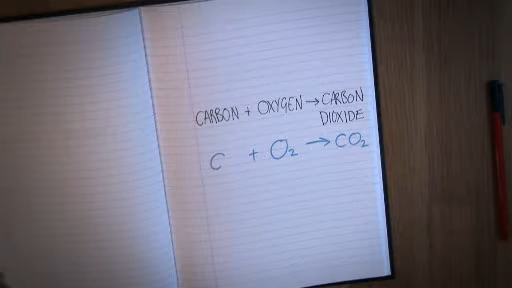 CARBON + OXYGEN → CARBON
DIOXIDE
C + O₂ → CO₂